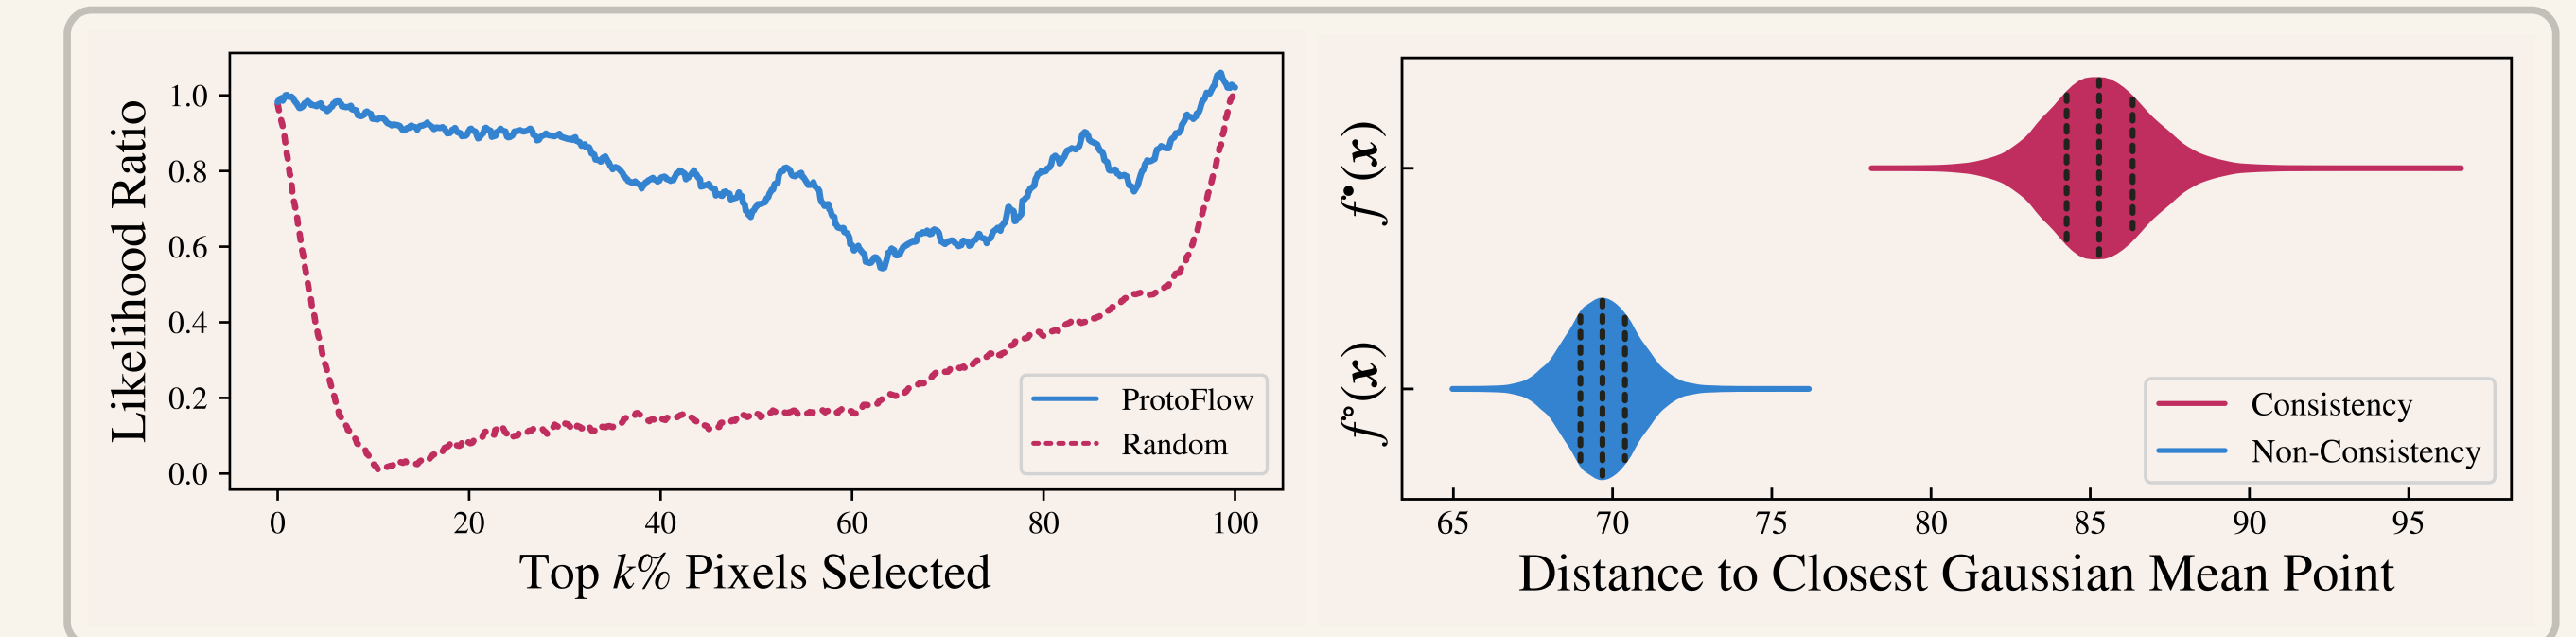 Likelihood Ratio
1.0
0.8
0.6
0.4
0.2
0.0
ProtoFlow
Random
0 20 40 60 80 100
Top k% Pixels Selected
f•(x)
f°(x)
Consistency
Non-Consistency
65 70 75 80 85 90 95
Distance to Closest Gaussian Mean Point